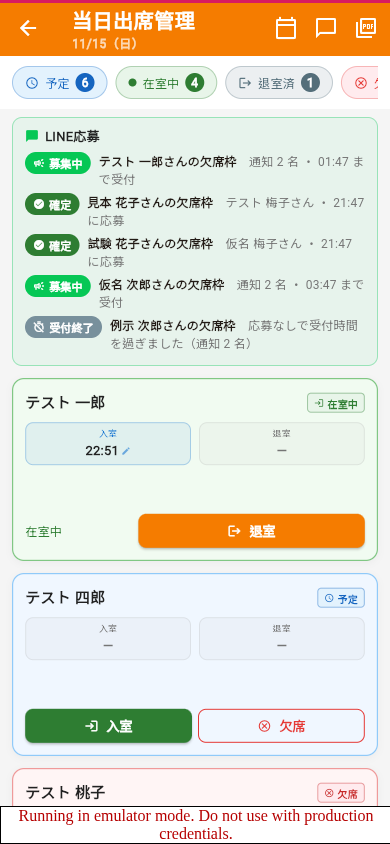 当日出席管理
11/15（日）
予定 6
在室中 4
退室済 1
LINE応募
募集中 テスト 一郎さんの欠席枠 通知 2 名 ・ 01:47 ま
で受付
確定 見本 花子さんの欠席枠 テスト 梅子さん ・ 21:47
に応募
確定 試験 花子さんの欠席枠 仮名 梅子さん ・ 21:47
に応募
募集中 仮名 次郎さんの欠席枠 通知 2 名 ・ 03:47 まで
受付
受付終了 例示 次郎さんの欠席枠 応募なしで受付時間
を過ぎました（通知 2 名）
テスト 一郎
在室中
入室
22:51
退室
—
在室中
退室
テスト 四郎
予定
入室
—
退室
—
入室
欠席
テスト 桃子
欠席
Running in emulator mode. Do not use with production
credentials.